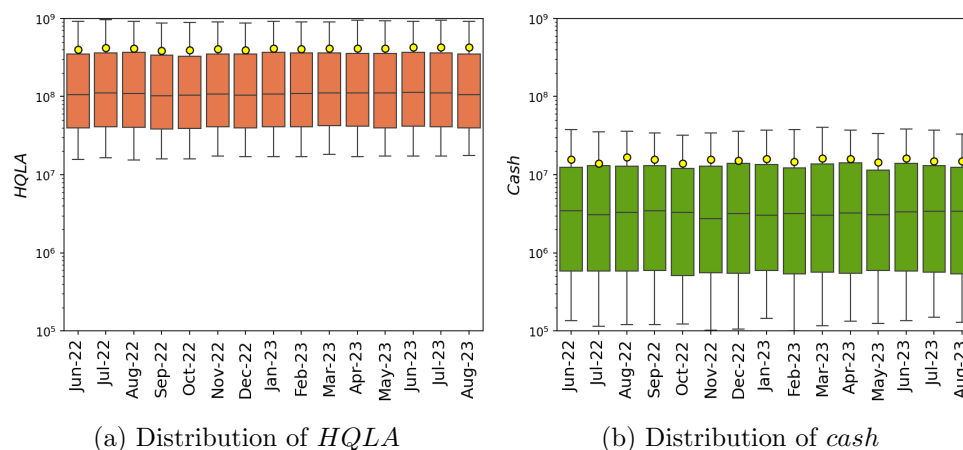 10^9
10^8
10^7
10^6
10^5
HQLA
Jun-22
Jul-22
Aug-22
Sep-22
Oct-22
Nov-22
Dec-22
Jan-23
Feb-23
Mar-23
Apr-23
May-23
Jun-23
Jul-23
Aug-23
(a) Distribution of HQLA
10^9
10^8
10^7
10^6
10^5
Cash
Jun-22
Jul-22
Aug-22
Sep-22
Oct-22
Nov-22
Dec-22
Jan-23
Feb-23
Mar-23
Apr-23
May-23
Jun-23
Jul-23
Aug-23
(b) Distribution of cash